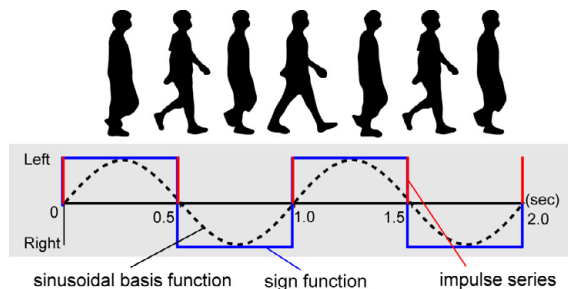 Left
0
0.5
1.0
1.5
(sec)
2.0
Right
sinusoidal basis function
sign function
impulse series